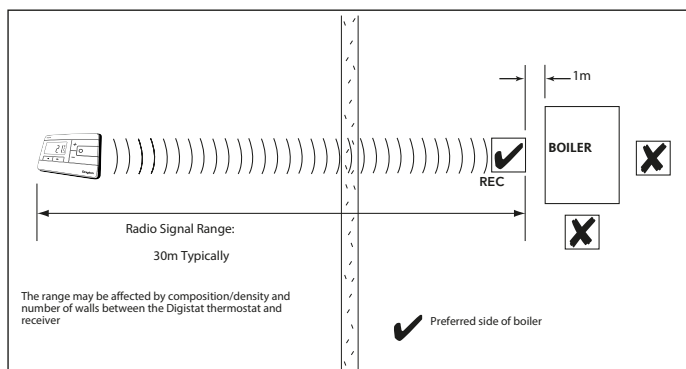 1m
BOILER
REC
Radio Signal Range:
30m Typically
The range may be affected by composition/density and
number of walls between the Digistat thermostat and
receiver
Preferred side of boiler